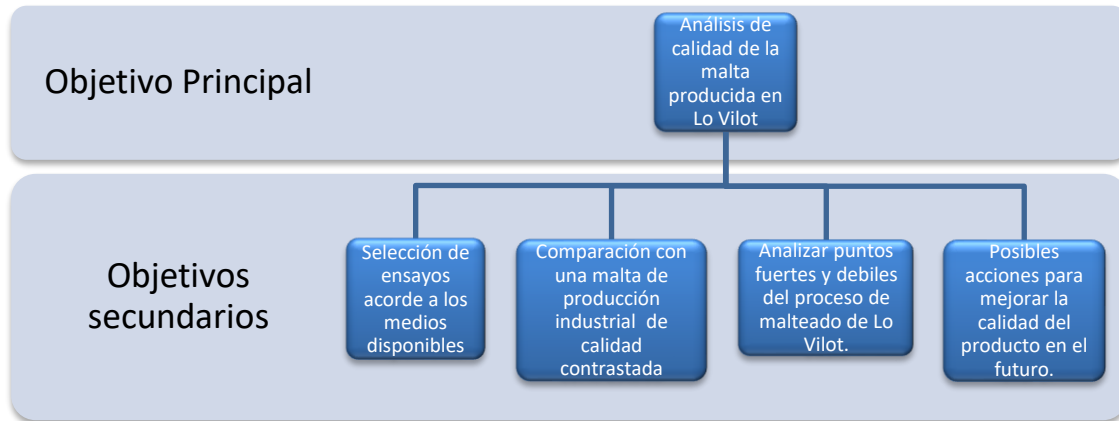 Objetivo Principal
Análisis de
calidad de la
malta
producida en
Lo Vilot
Objetivos
secundarios
Selección de
ensayos
acorde a los
medios
disponibles
Comparación con
una malta de
producción
industrial de
calidad
contrastada
Analizar puntos
fuertes y debiles
del proceso de
malteado de Lo
Vilot.
Posibles
acciones para
mejorar la
calidad del
producto en el
futuro.